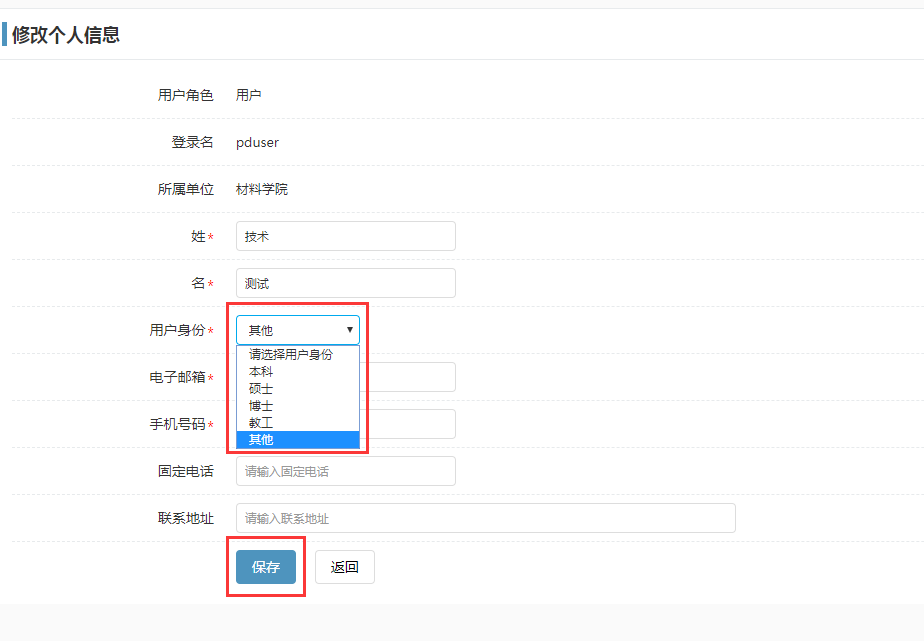 修改个人信息
用户角色 用户
登录名 pduser
所属单位 材料学院
姓* 技术
名* 测试
用户身份* 其他
请选择用户身份
本科
电子邮箱*
硕士
博士
手机号码*
教工
其他
固定电话 请输入固定电话
联系地址 请输入联系地址
保存 返回